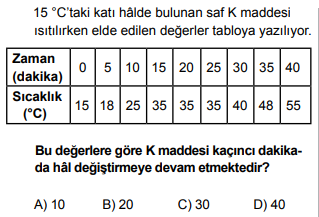 15 °C'taki katı hâlde bulunan saf K maddesi
ısıtılırken elde edilen değerler tabloya yazılıyor.
Zaman (dakika) 0 5 10 15 20 25 30 35 40
Sıcaklık (°C) 15 18 25 35 35 35 40 48 55
Bu değerlere göre K maddesi kaçıncı dakika-
da hâl değiştirmeye devam etmektedir?
A) 10 B) 20 C) 30 D) 40